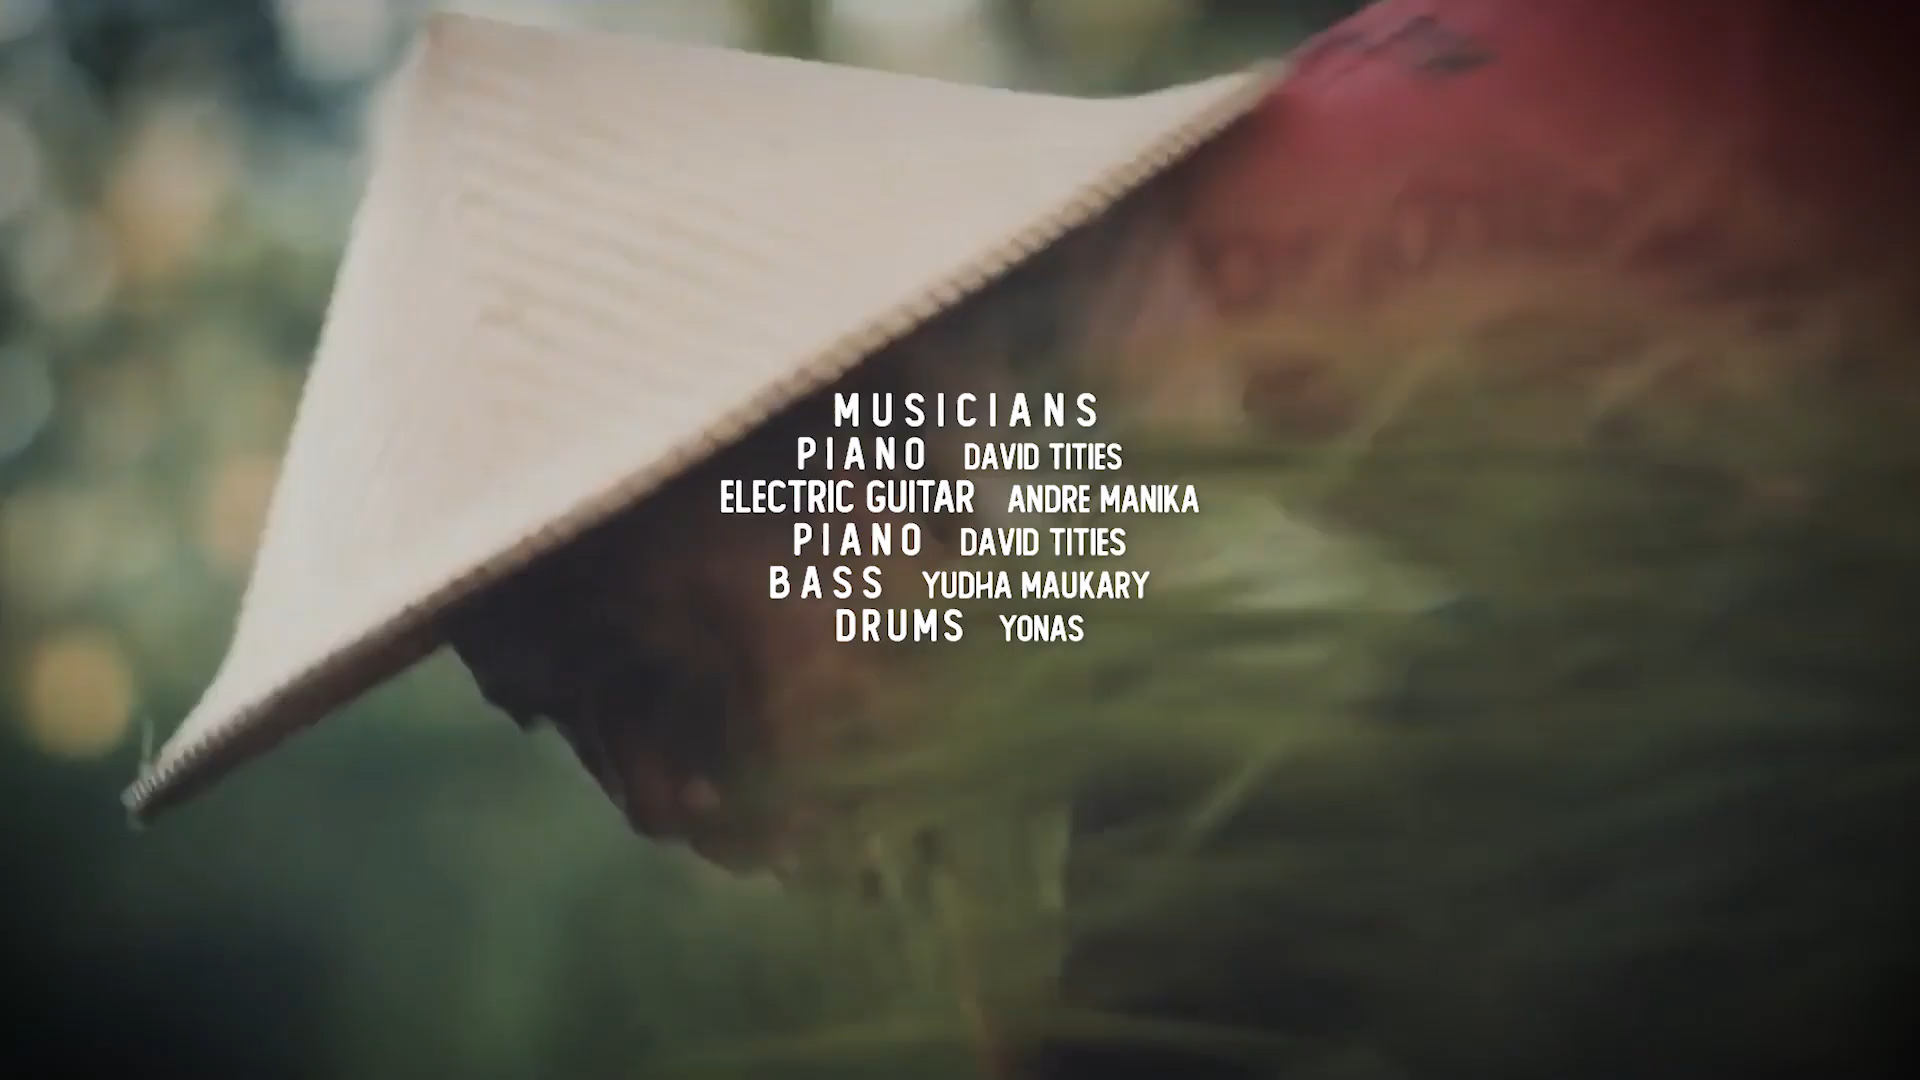 MUSICIANS
PIANO DAVID TITIES
ELECTRIC GUITAR ANDRE MANIKA
PIANO DAVID TITIES
BASS YUDHA MAUKARY
DRUMS YONAS